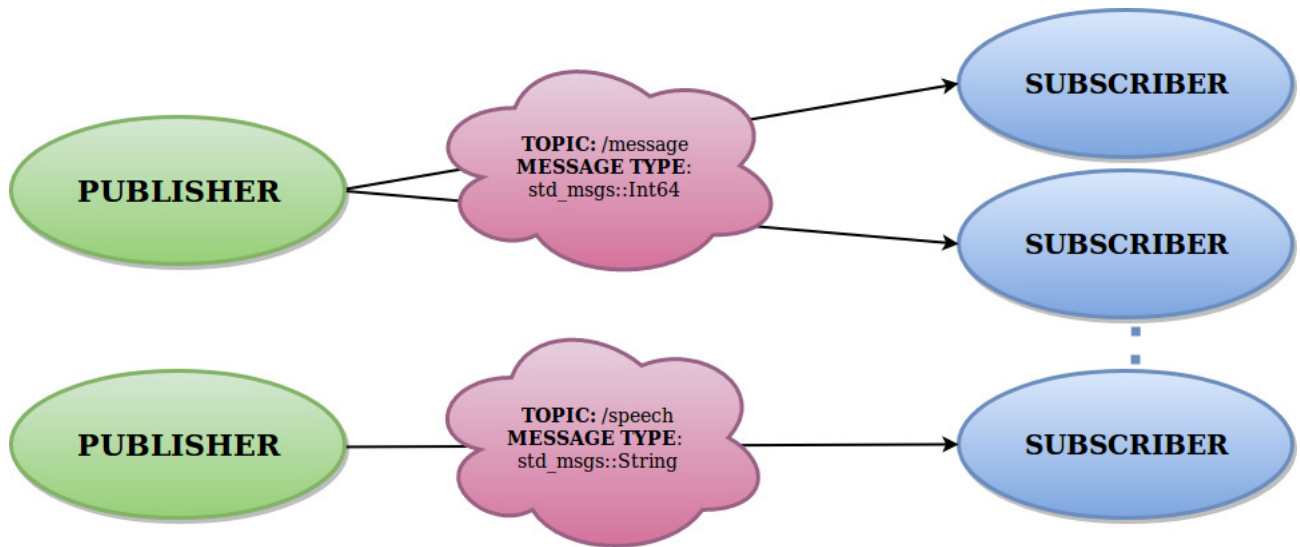 PUBLISHER
TOPIC: /message
MESSAGE TYPE:
std_msgs::Int64
SUBSCRIBER
SUBSCRIBER
PUBLISHER
TOPIC: /speech
MESSAGE TYPE:
std_msgs::String
SUBSCRIBER